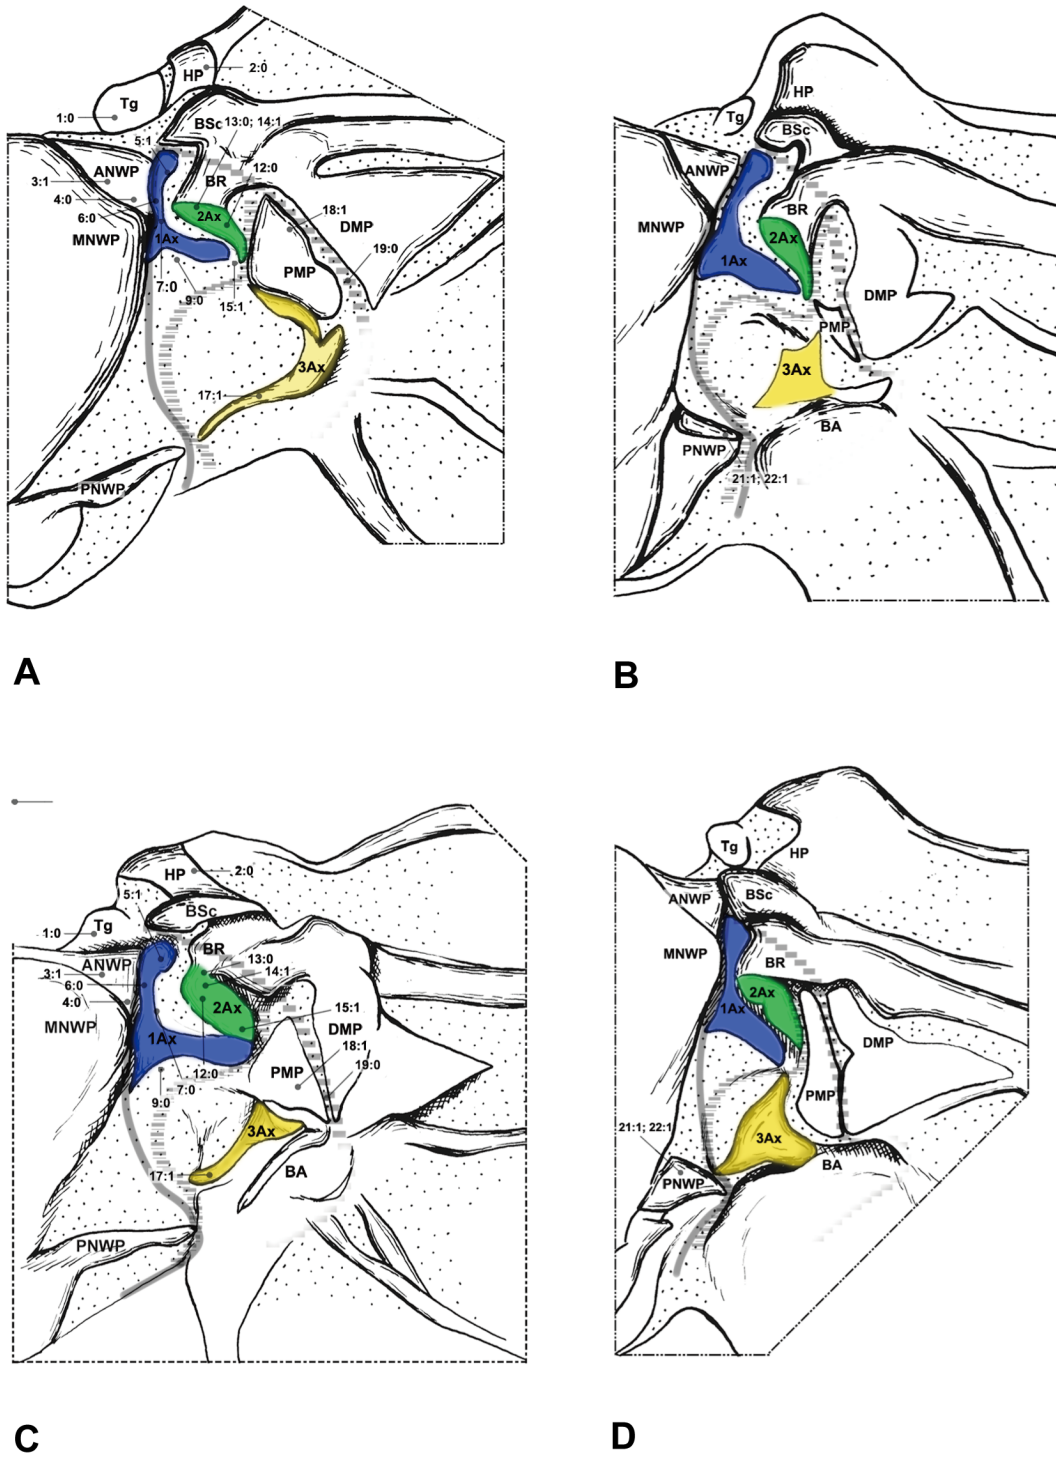 HP
2:0
Tg
1:0
BSc
13:0; 14:1
5:1
ANWP
12:0
3:1
BR
4:0
2Ax
18:1
6:0
DMP
MNWP
1Ax
19:0
PMP
7:0
9:0
15:1
3Ax
17:1
PNWP
A
HP
Tg
BSc
ANWP
BR
MNWP
2Ax
1Ax
DMP
PMP
3Ax
BA
PNWP
21:1; 22:1
B
HP
2:0
5:1
BSc
Tg
1:0
BR
ANWP
13:0
3:1
14:1
6:0
4:0
2Ax
15:1
MNWP
1Ax
DMP
18:1
PMP
19:0
12:0
7:0
9:0
3Ax
17:1
BA
PNWP
C
Tg
HP
ANWP
BSc
MNWP
BR
2Ax
1Ax
DMP
PMP
21:1; 22:1
3Ax
BA
PNWP
D